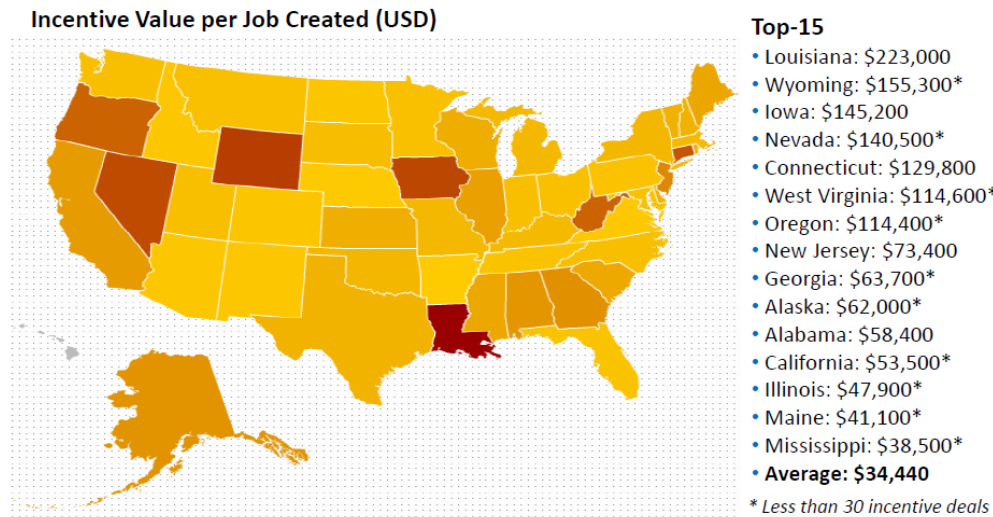 Incentive Value per Job Created (USD)
Top-15
• Louisiana: $223,000
• Wyoming: $155,300*
• Iowa: $145,200
• Nevada: $140,500*
• Connecticut: $129,800
• West Virginia: $114,600*
• Oregon: $114,400*
• New Jersey: $73,400
• Georgia: $63,700*
• Alaska: $62,000*
• Alabama: $58,400
• California: $53,500*
• Illinois: $47,900*
• Maine: $41,100*
• Mississippi: $38,500*
• Average: $34,440
* Less than 30 incentive deals